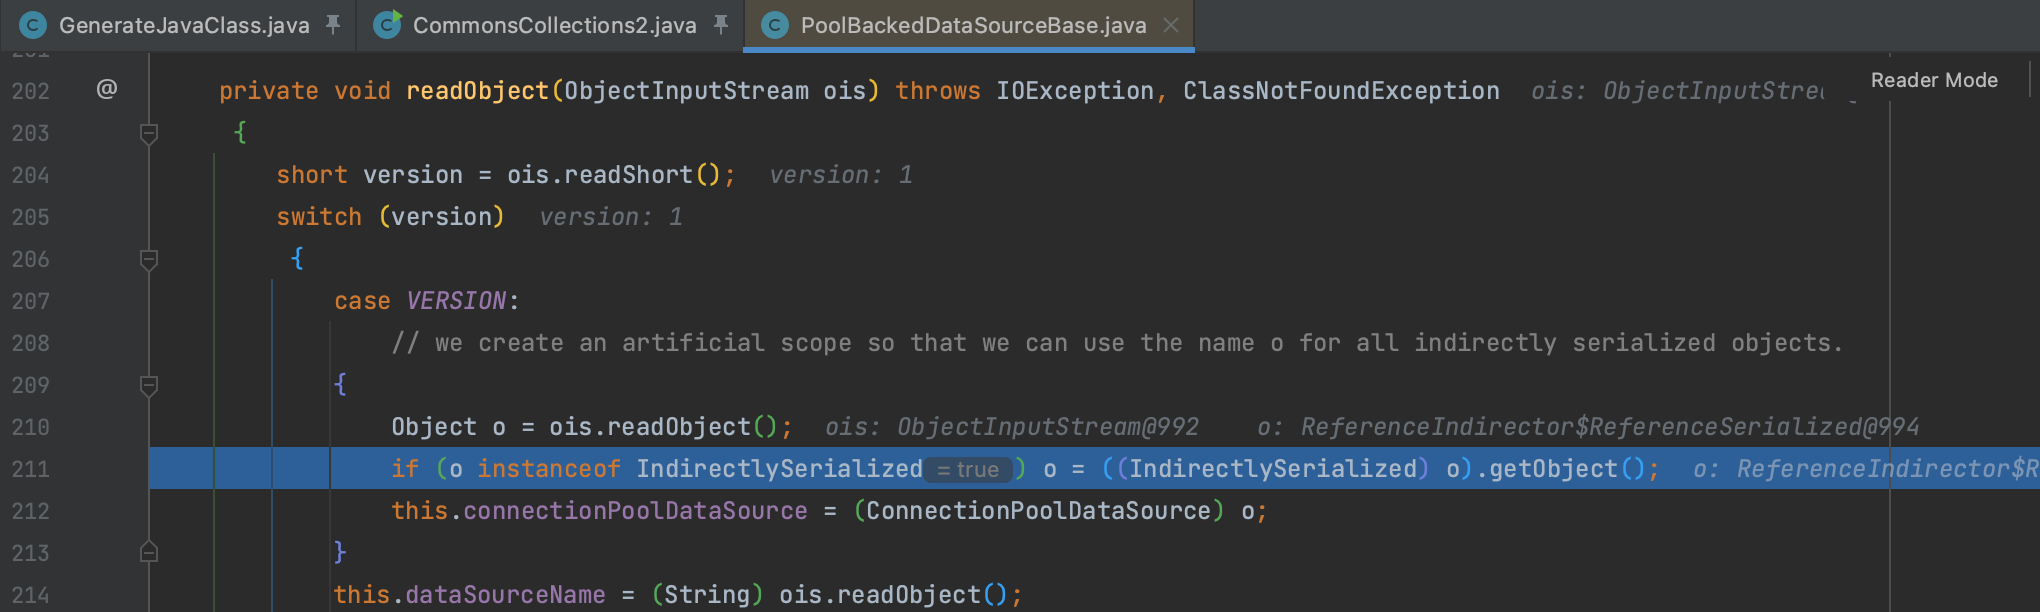 GenerateJavaClass.java CommonsCollections2.java PoolBackedDataSourceBase.java
202 @ private void readObject(ObjectInputStream ois) throws IOException, ClassNotFoundException ois: ObjectInputStre Reader Mode
203 {
204 short version = ois.readShort(); version: 1
205 switch (version) version: 1
206 {
207 case VERSION:
208 // we create an artificial scope so that we can use the name o for all indirectly serialized objects.
209 {
210 Object o = ois.readObject(); ois: ObjectInputStream@992 o: ReferenceIndirector$ReferenceSerialized@994
211 if (o instanceof IndirectlySerialized = true ) o = ((IndirectlySerialized) o).getObject(); o: ReferenceIndirector$R
212 this.connectionPoolDataSource = (ConnectionPoolDataSource) o;
213 }
214 this.dataSourceName = (String) ois.readObject();